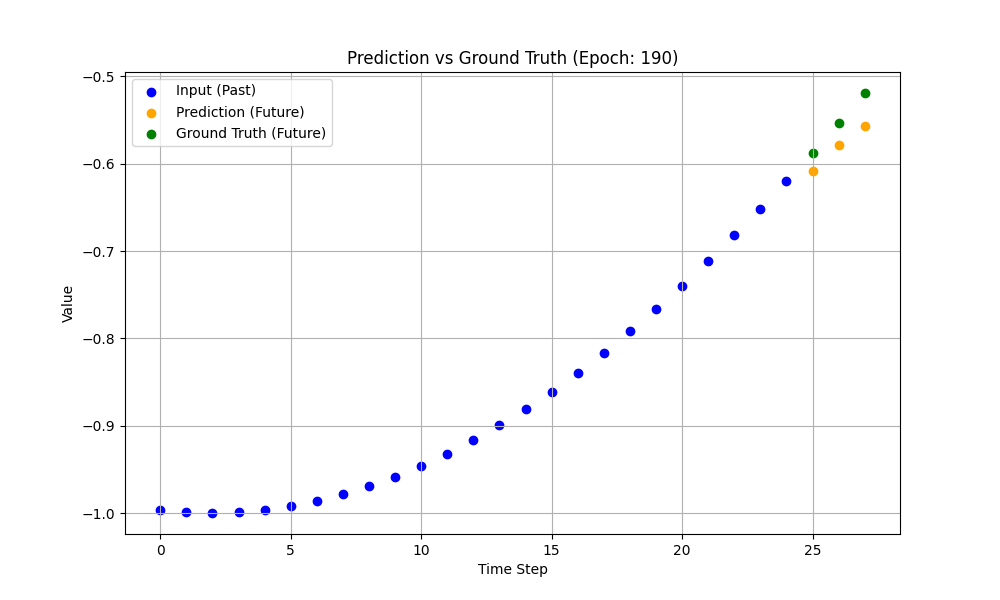 Prediction vs Ground Truth (Epoch: 190)
Input (Past)
Prediction (Future)
Ground Truth (Future)
−0.5
−0.6
−0.7
−0.8
−0.9
−1.0
Value
0 5 10 15 20 25
Time Step